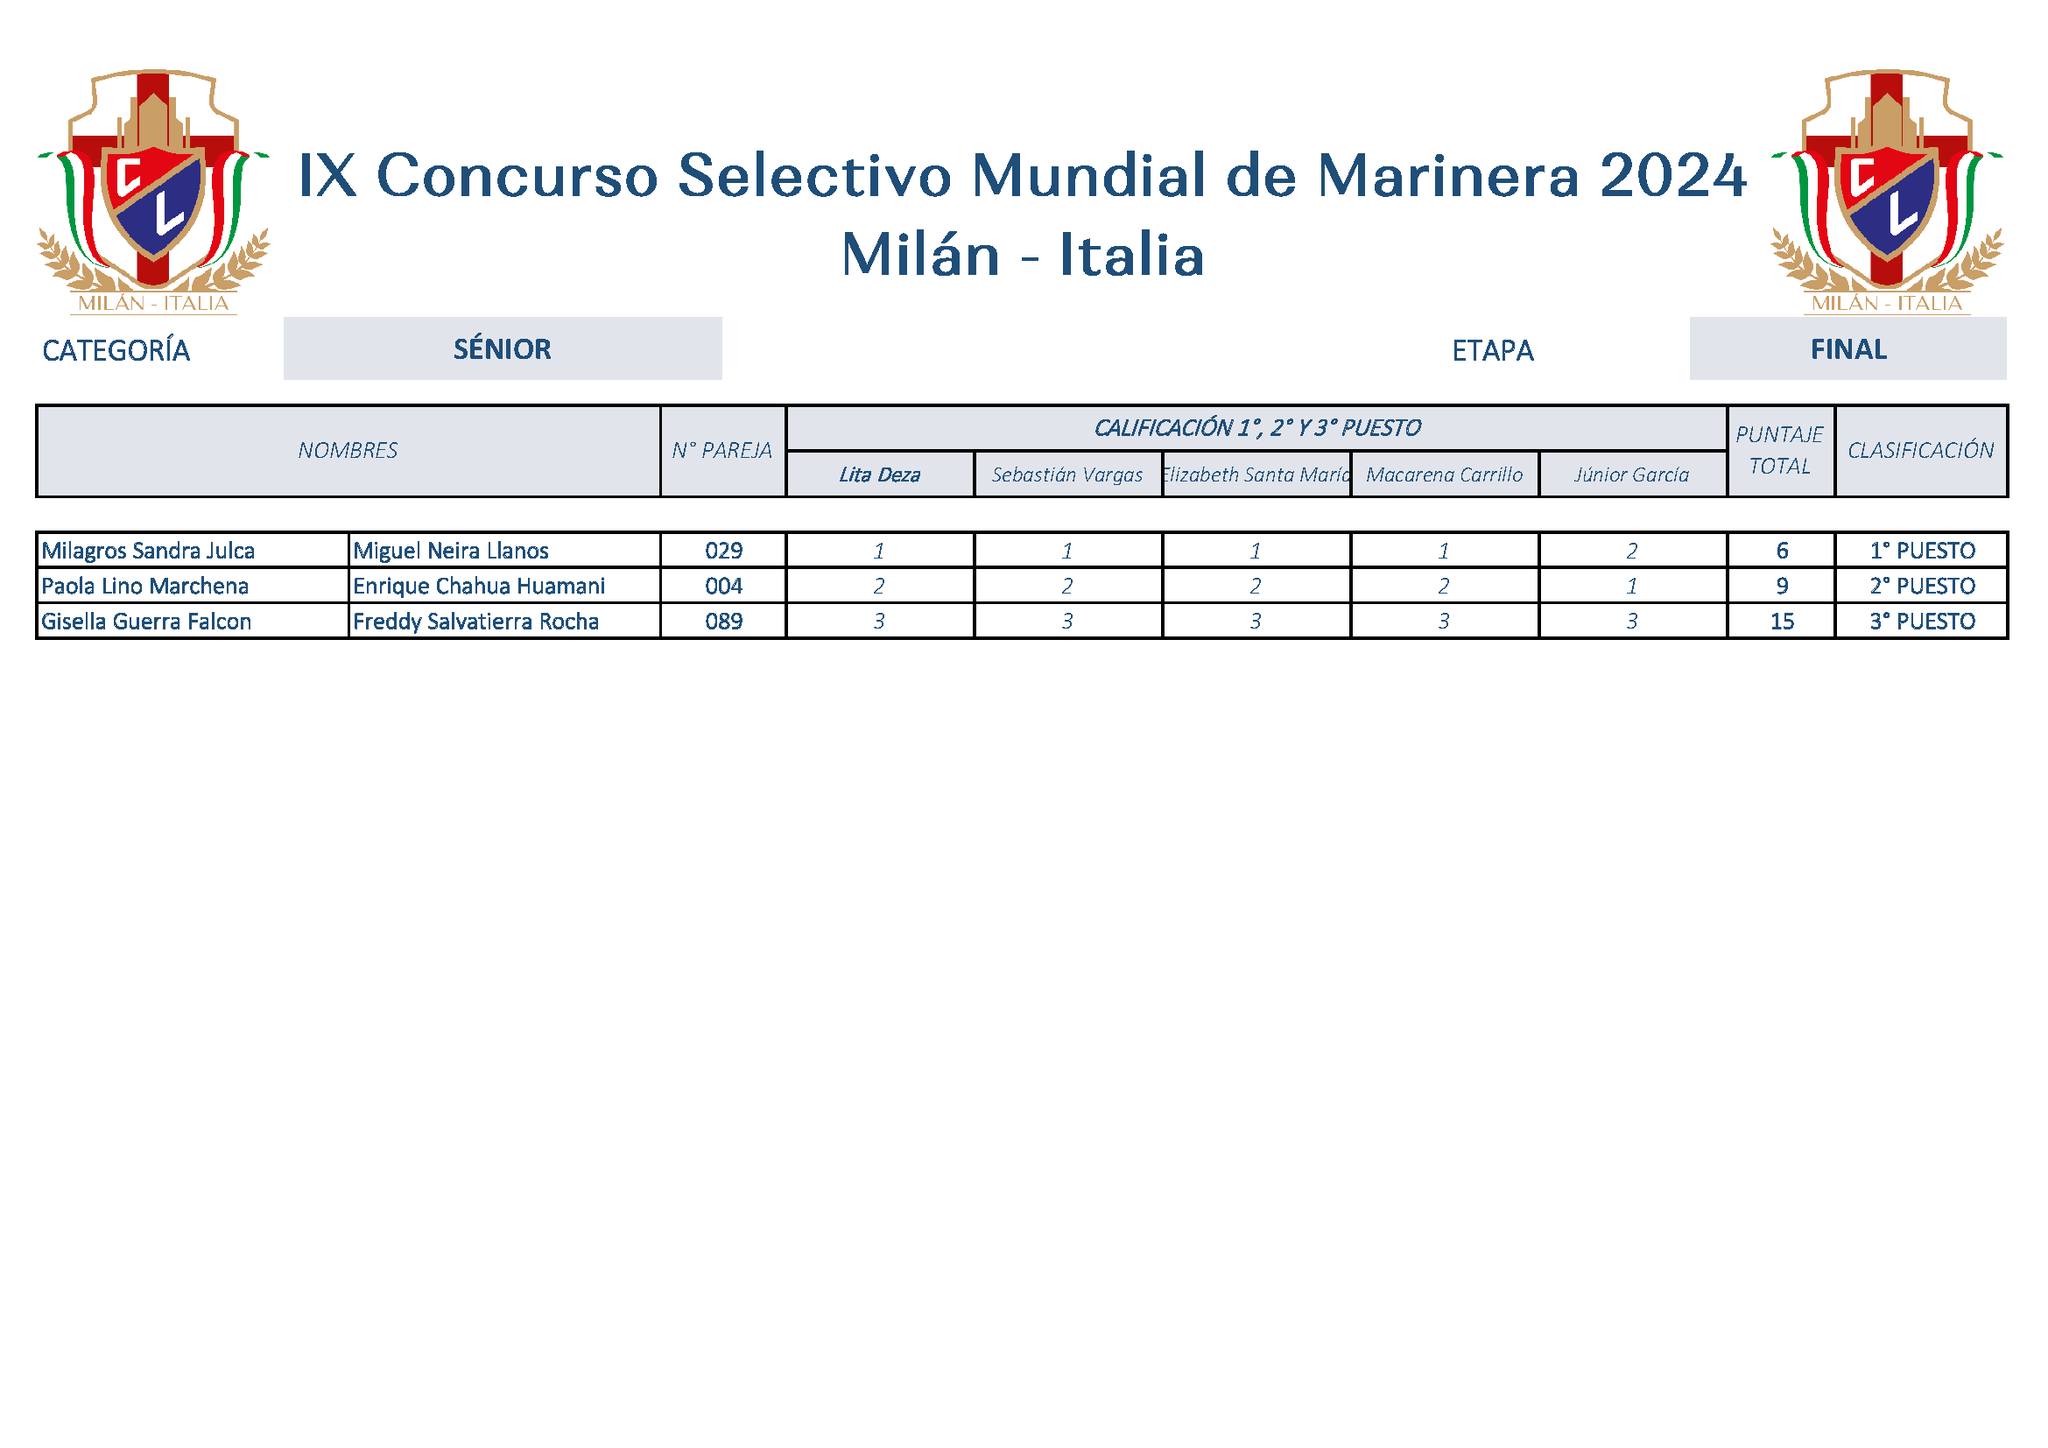 IX Concurso Selectivo Mundial de Marinera 2024
Milán - Italia
C
L
MILÁN - ITALIA
C
L
MILÁN - ITALIA
CATEGORÍA SÉNIOR ETAPA FINAL
NOMBRES N° PAREJA CALIFICACIÓN 1°, 2° Y 3° PUESTO PUNTAJE TOTAL CLASIFICACIÓN
Lita Deza Sebastián Vargas Elizabeth Santa María Macarena Carrillo Júnior García
Milagros Sandra Julca Miguel Neira Llanos 029 1 1 1 1 2 6 1° PUESTO
Paola Lino Marchena Enrique Chahua Huamani 004 2 2 2 2 1 9 2° PUESTO
Gisella Guerra Falcon Freddy Salvatierra Rocha 089 3 3 3 3 3 15 3° PUESTO